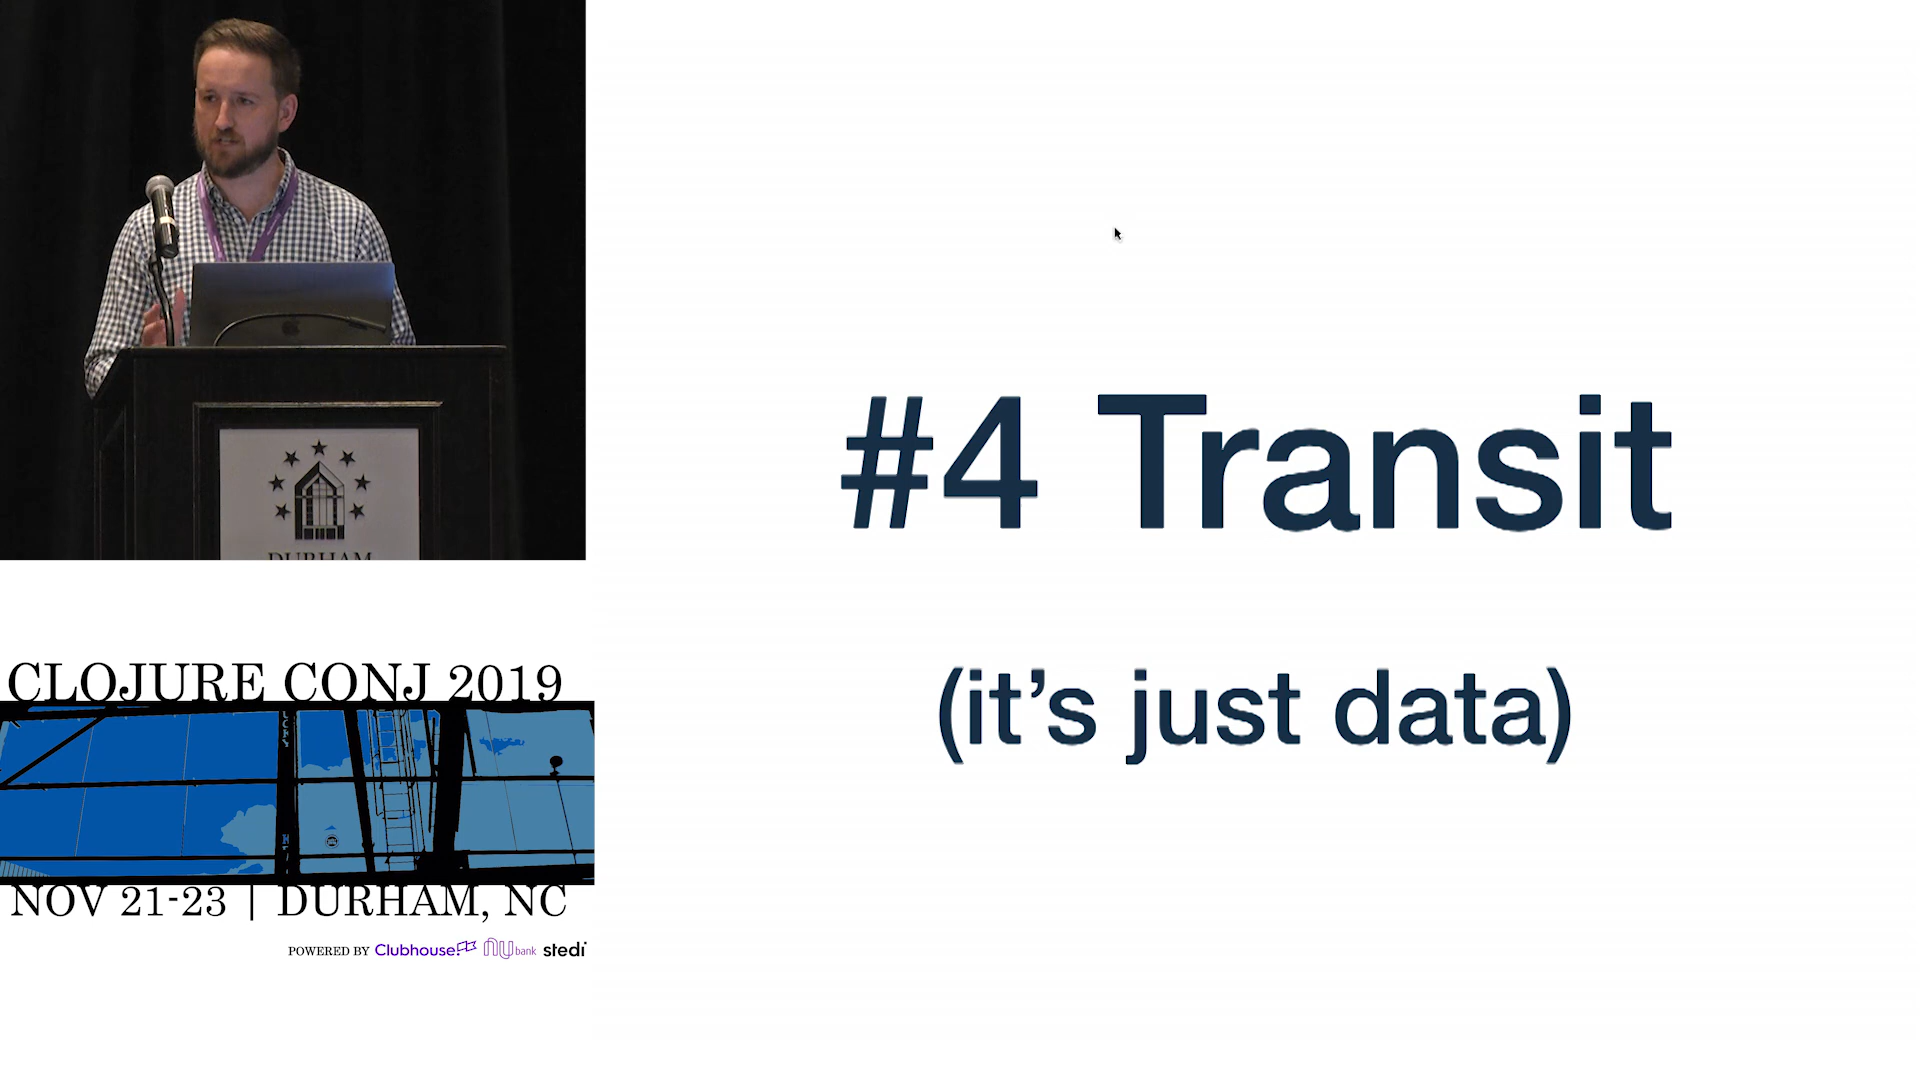 DURHAM
CLOJURE CONJ 2019
NOV 21-23 | DURHAM, NC
POWERED BY Clubhouse nu bank stedi
#4 Transit
(it’s just data)